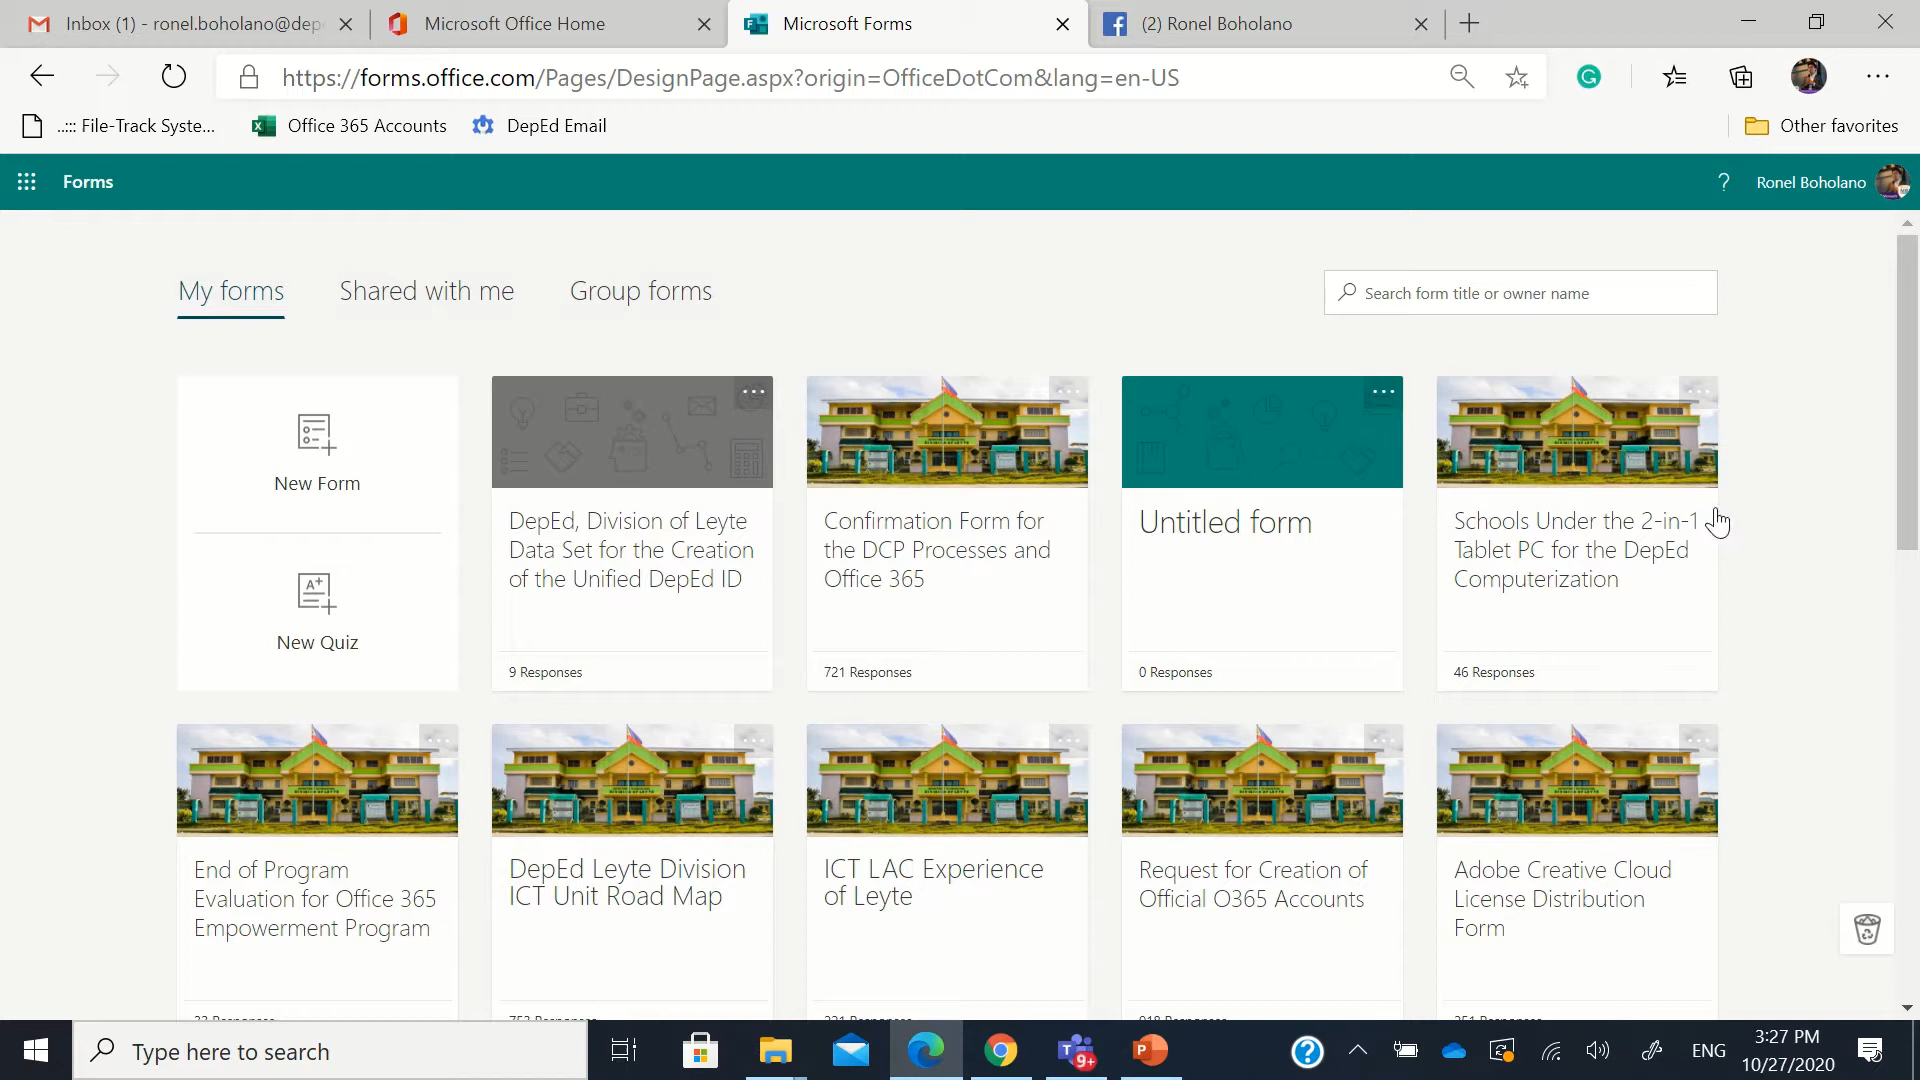 Inbox (1) - ronel.boholano@dep
Microsoft Office Home
Microsoft Forms
(2) Ronel Boholano
https://forms.office.com/Pages/DesignPage.aspx?origin=OfficeDotCom&lang=en-US
..::: File-Track Syste...
Office 365 Accounts
DepEd Email
Other favorites
Forms
?
Ronel Boholano
My forms
Shared with me
Group forms
Search form title or owner name
New Form
New Quiz
DepEd, Division of Leyte
Data Set for the Creation
of the Unified DepEd ID
9 Responses
Confirmation Form for
the DCP Processes and
Office 365
721 Responses
Untitled form
0 Responses
Schools Under the 2-in-1
Tablet PC for the DepEd
Computerization
46 Responses
End of Program
Evaluation for Office 365
Empowerment Program
DepEd Leyte Division
ICT Unit Road Map
ICT LAC Experience
of Leyte
Request for Creation of
Official O365 Accounts
Adobe Creative Cloud
License Distribution
Form
Type here to search
9+
ENG
3:27 PM
10/27/2020